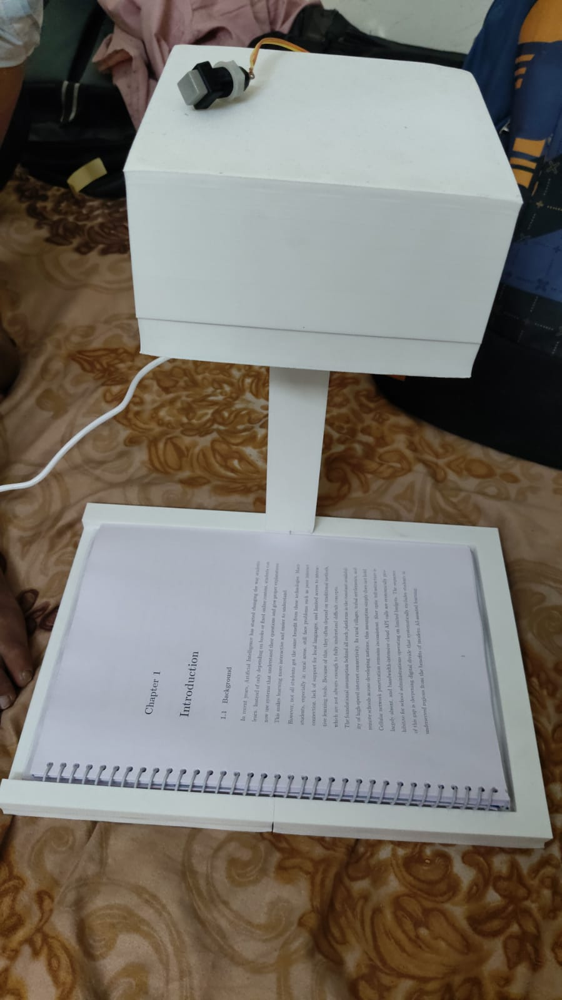 Chapter 1
Introduction
1.1 Background
In recent years, Artificial Intelligence has started changing the way students
learn. Instead of only depending on books or fixed online content, students can
now use systems that understand their questions and give proper explanations.
This makes learning more interactive and easier to understand.
However, not all students get the same benefit from these technologies. Many
students, especially in rural areas, still face problems such as poor internet
connection, lack of support for local languages, and limited access to interac-
tive learning tools. Because of this, they often depend on traditional methods,
which are not always enough to fully understand difficult concepts.
The foundational assumption behind all such platforms is the constant availabil-
ity of high-speed internet connectivity. In rural villages, tribal settlements, and
remote schools across developing nations, this assumption simply does not hold.
Cellular network penetration remains inconsistent, fiber optic infrastructure is
largely absent, and bandwidth-intensive cloud API calls are economically pro-
hibitive for school administrations operating on limited budgets. The
of this gap is deepening digital divide that systematically excludes students in
underserved regions from the benefits of modern AI-assisted learning.
1